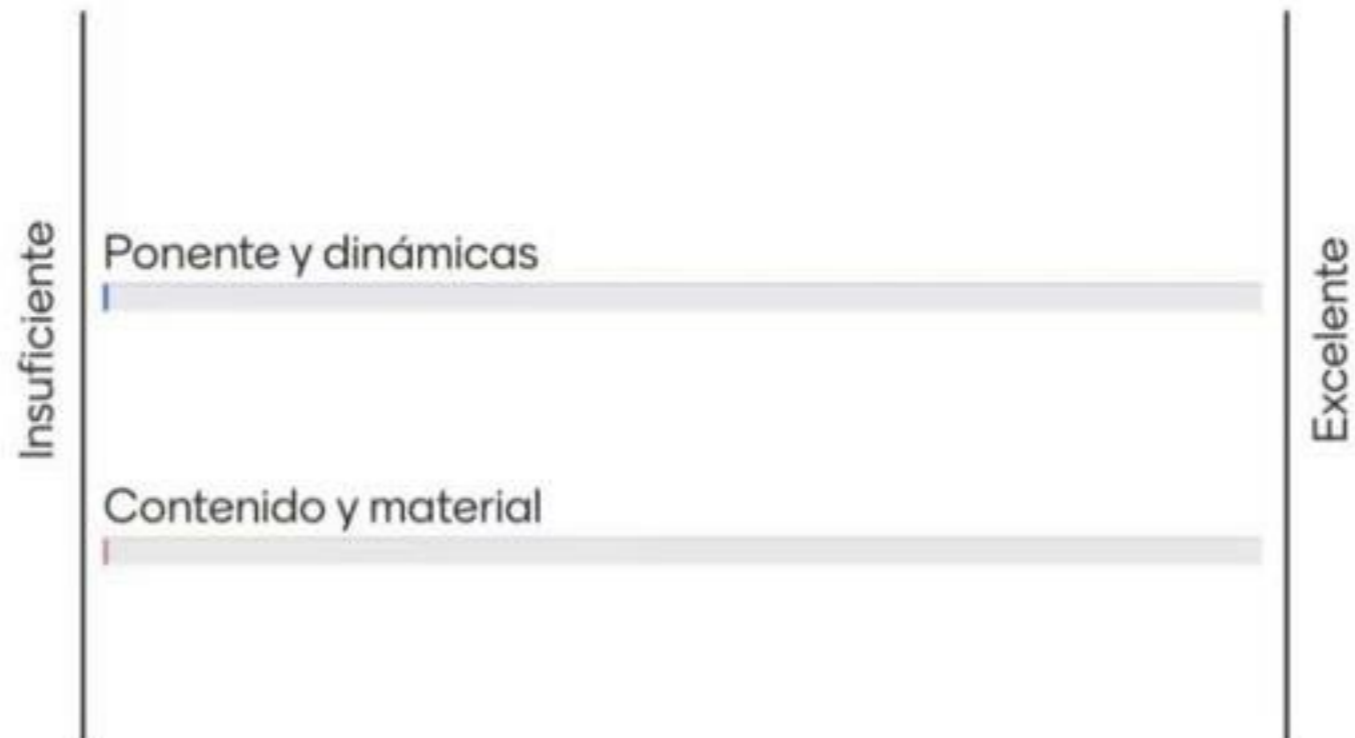 Insuficiente
Ponente y dinámicas
Contenido y material
Excelente